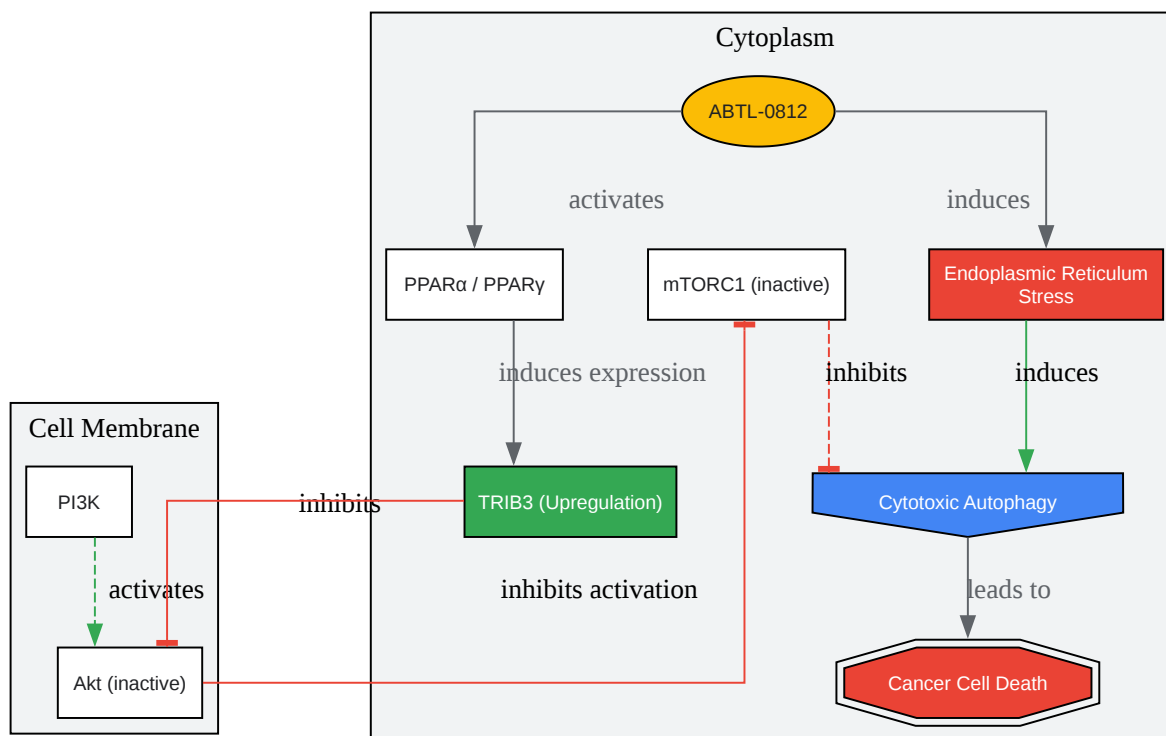 Cytoplasm
ABTL-0812
activates
induces
PPARα / PPARγ
mTORC1 (inactive)
Endoplasmic Reticulum
Stress
induces expression
inhibits
induces
Cell Membrane
PI3K
inhibits
TRIB3 (Upregulation)
Cytotoxic Autophagy
activates
inhibits activation
leads to
Akt (inactive)
Cancer Cell Death